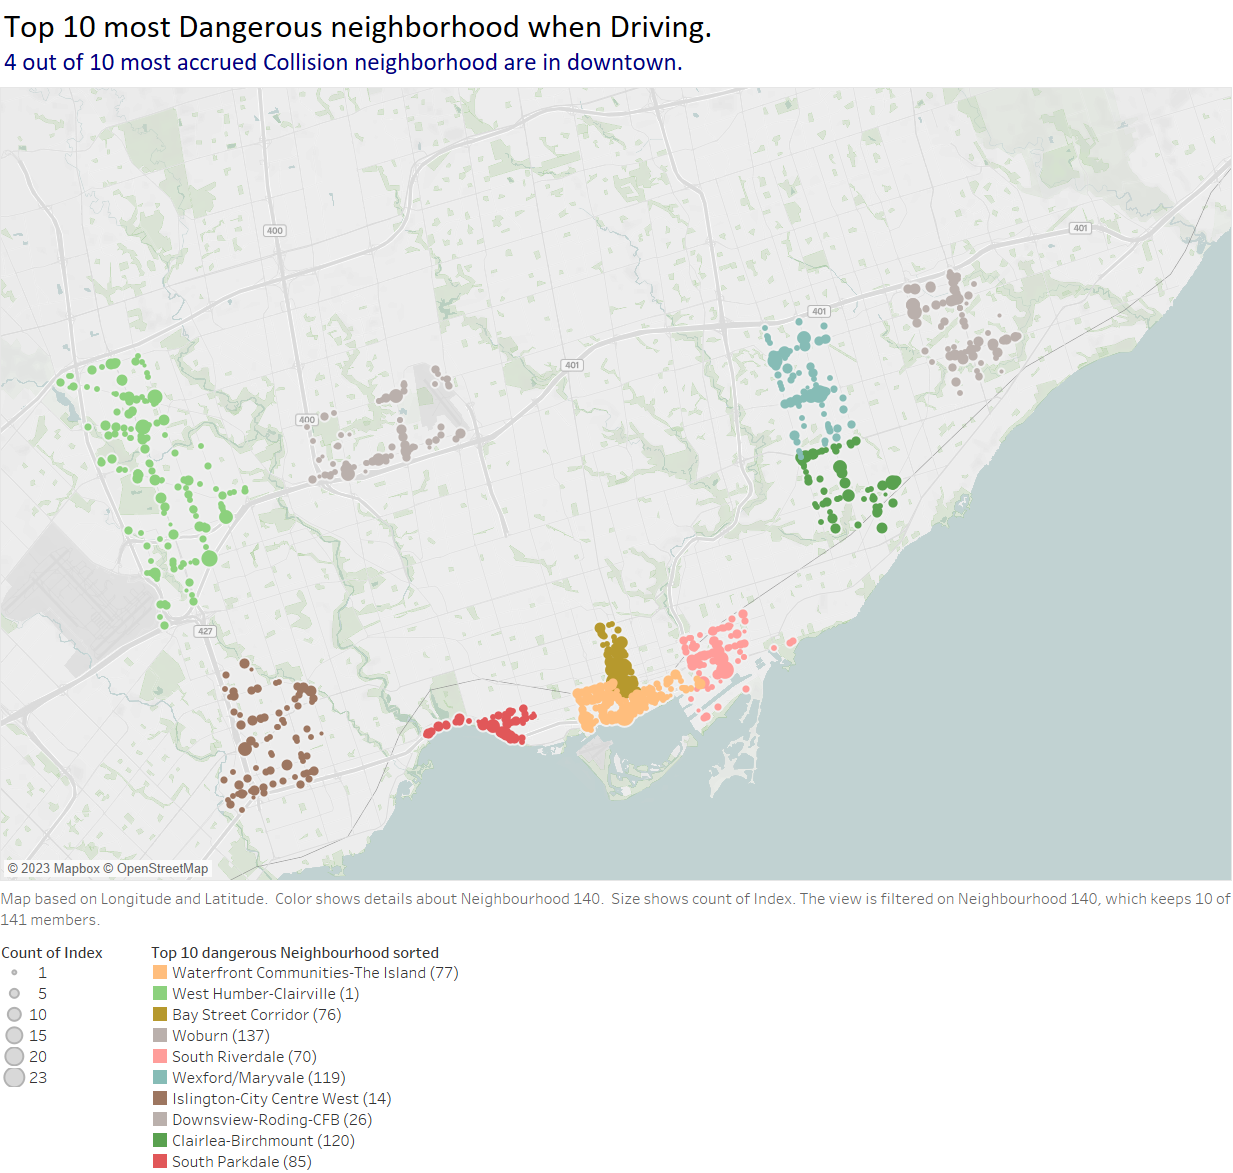 Top 10 most Dangerous neighborhood when Driving.
4 out of 10 most accrued Collision neighborhood are in downtown.
401
400
401
401
400
427
© 2023 Mapbox © OpenStreetMap
Map based on Longitude and Latitude. Color shows details about Neighbourhood 140. Size shows count of Index. The view is filtered on Neighbourhood 140, which keeps 10 of
141 members.
Count of Index
1
5
10
15
20
23
Top 10 dangerous Neighbourhood sorted
Waterfront Communities-The Island (77)
West Humber-Clairville (1)
Bay Street Corridor (76)
Woburn (137)
South Riverdale (70)
Wexford/Maryvale (119)
Islington-City Centre West (14)
Downsview-Roding-CFB (26)
Clairlea-Birchmount (120)
South Parkdale (85)